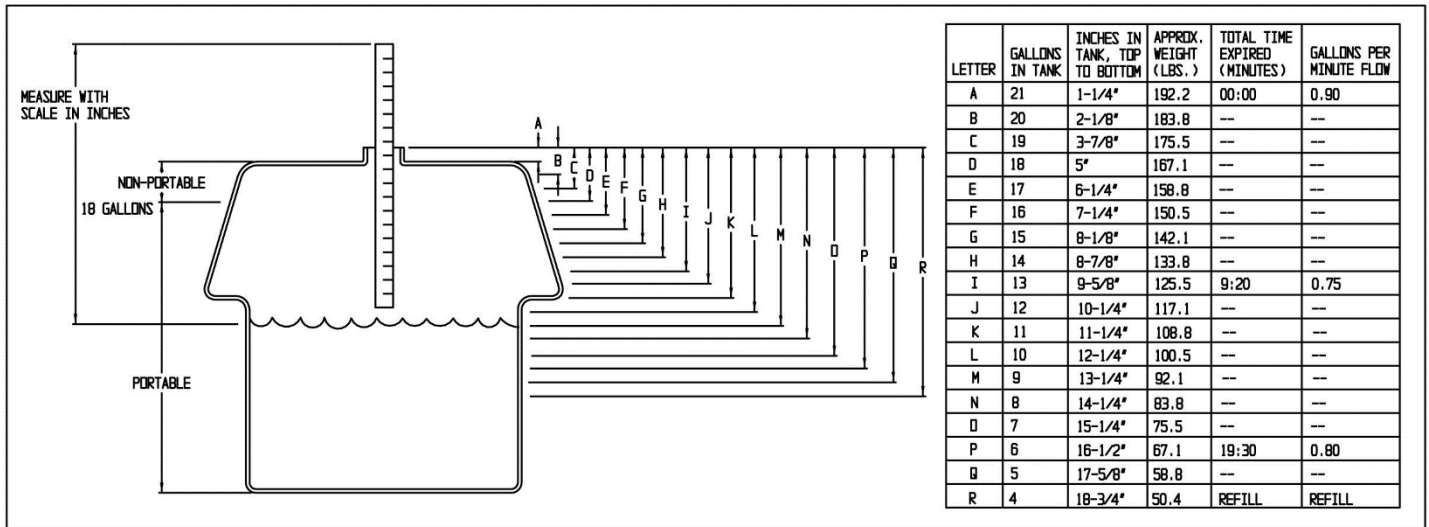 MEASURE WITH
SCALE IN INCHES
NON-PORTABLE
18 GALLONS
PORTABLE
A
B
C
D
E
F
G
H
I
J
K
L
M
N
O
P
Q
R
LETTER GALLONS IN TANK INCHES IN TANK, TOP TO BOTTOM APPROX. WEIGHT (LBS.) TOTAL TIME EXPIRED (MINUTES) GALLONS PER MINUTE FLOW
A 21 1-1/4" 192.2 00:00 0.90
B 20 2-1/8" 183.8 -- --
C 19 3-7/8" 175.5 -- --
D 18 5" 167.1 -- --
E 17 6-1/4" 158.8 -- --
F 16 7-1/4" 150.5 -- --
G 15 8-1/8" 142.1 -- --
H 14 8-7/8" 133.8 -- --
I 13 9-5/8" 125.5 9:20 0.75
J 12 10-1/4" 117.1 -- --
K 11 11-1/4" 108.8 -- --
L 10 12-1/4" 100.5 -- --
M 9 13-1/4" 92.1 -- --
N 8 14-1/4" 83.8 -- --
O 7 15-1/4" 75.5 -- --
P 6 16-1/2" 67.1 19:30 0.80
Q 5 17-5/8" 58.8 -- --
R 4 18-3/4" 50.4 REFILL REFILL